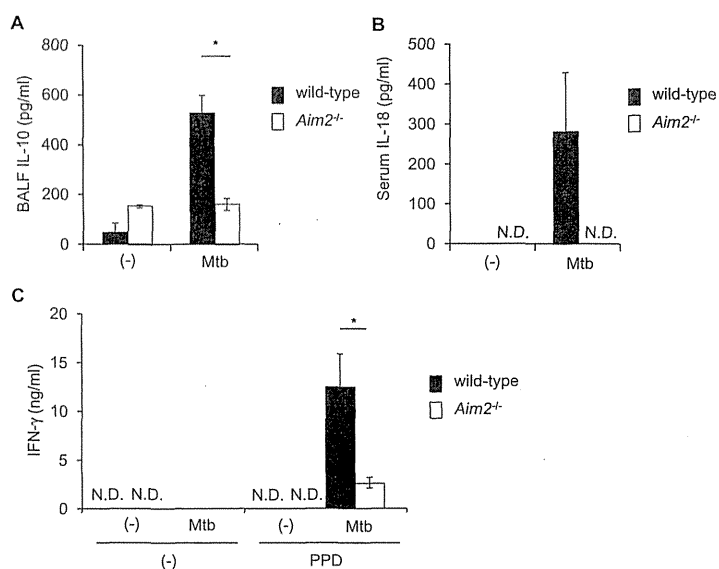 A
BALF IL-10 (pg/ml)
800
600
400
200
0
*
(-) Mtb
wild-type
Aim2-/-
B
Serum IL-18 (pg/ml)
500
400
300
200
100
0
N.D. N.D.
(-) Mtb
wild-type
Aim2-/-
C
IFN-γ (ng/ml)
20
15
10
5
0
*
N.D. N.D. N.D. N.D.
(-) Mtb (-) Mtb
(-) PPD
wild-type
Aim2-/-